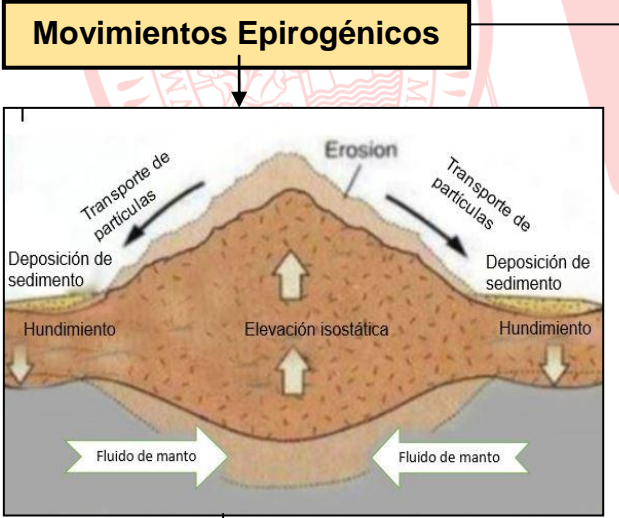 Movimientos Epirogénicos
Erosion
Transporte de
partículas
Transporte de
partículas
Deposición de
sedimento
Deposición de
sedimento
Hundimiento
Elevación isostática
Hundimiento
Fluido de manto
Fluido de manto